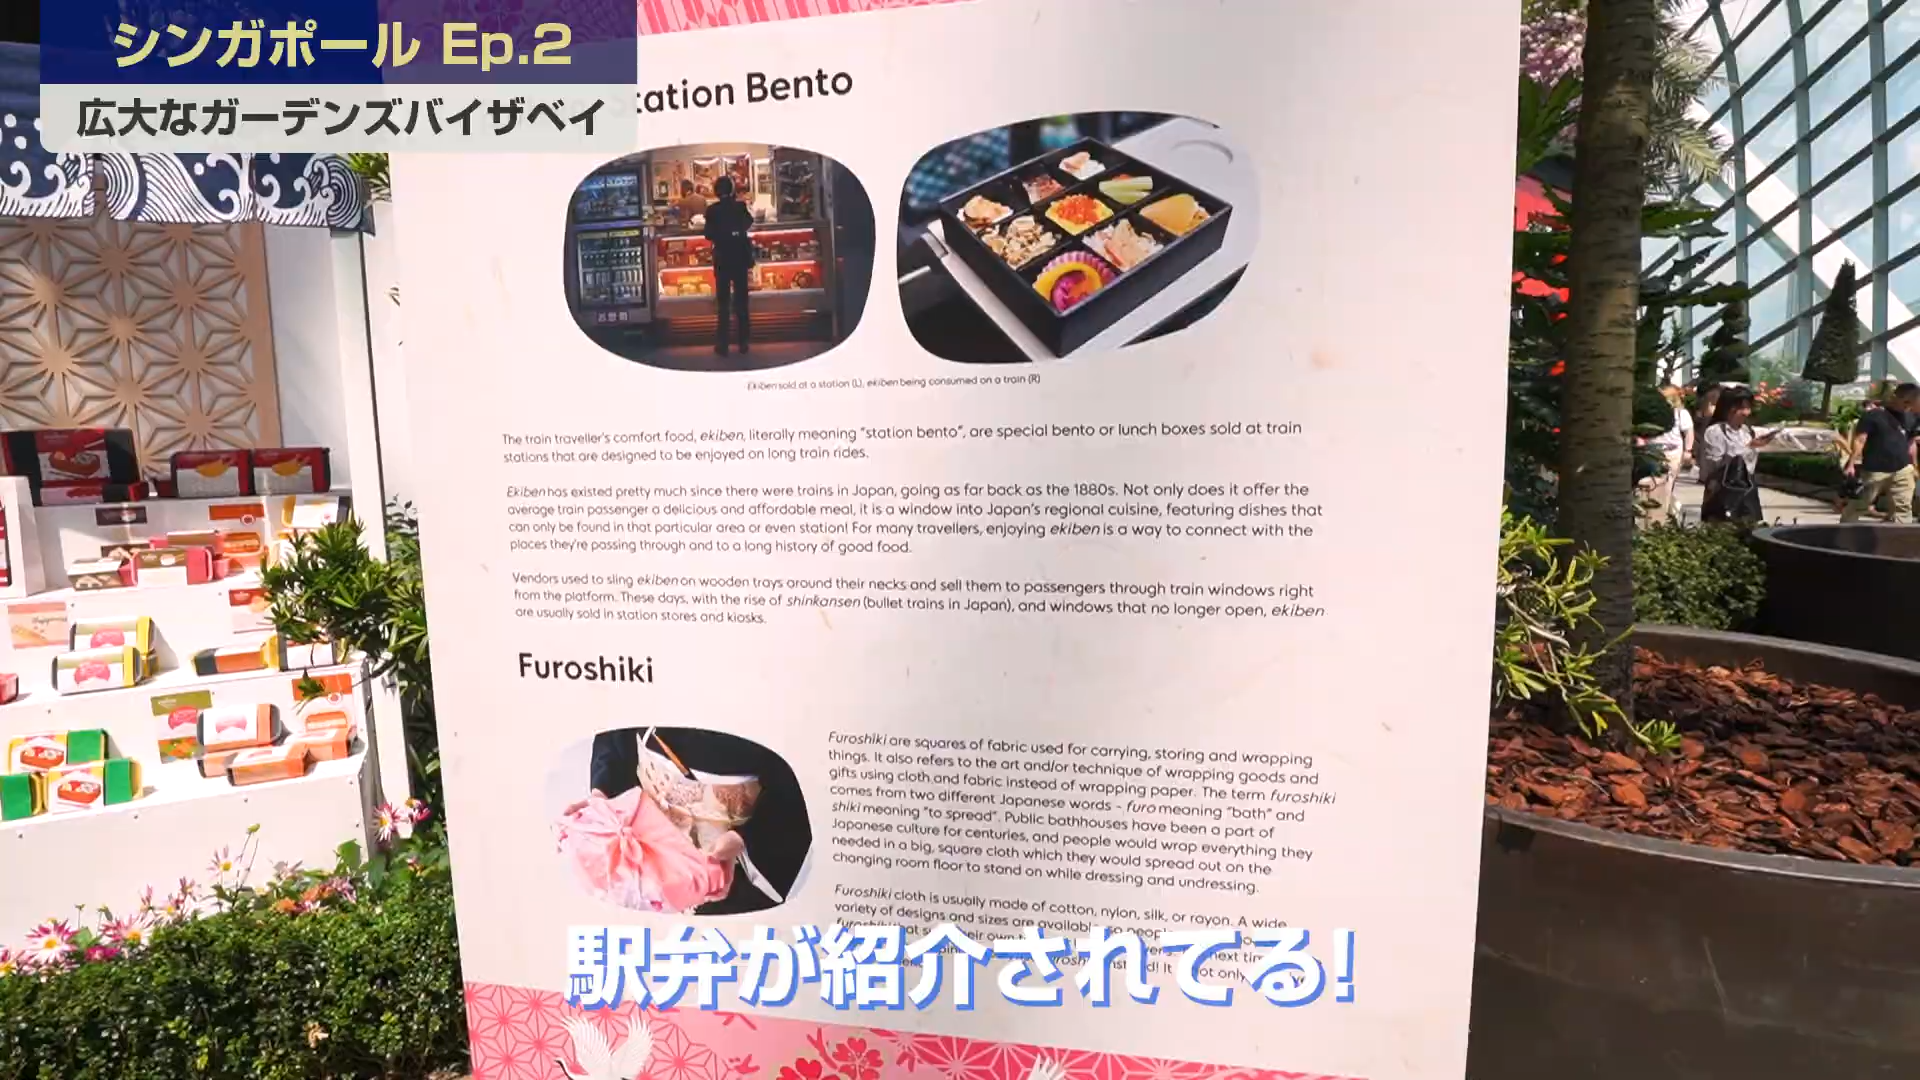 シンガポール Ep.2
広大なガーデンズバイザベイ
Station Bento
Ekiben sold at a station (L), ekiben being consumed on a train (R)
The train traveller's comfort food, ekiben, literally meaning "station bento", are special bento or lunch boxes sold at train
stations that are designed to be enjoyed on long train rides.
Ekiben has existed pretty much since there were trains in Japan, going as far back as the 1880s. Not only does it offer the
average train passenger a delicious and affordable meal, it is a window into Japan's regional cuisine, featuring dishes that
can only be found in that particular area or even station! For many travellers, enjoying ekiben is a way to connect with the
places they're passing through and to a long history of good food.
Vendors used to sling ekiben on wooden trays around their necks and sell them to passengers through train windows right
from the platform. These days, with the rise of shinkansen (bullet trains in Japan), and windows that no longer open, ekiben
are usually sold in station stores and kiosks.
Furoshiki
Furoshiki are squares of fabric used for carrying, storing and wrapping
things. It also refers to the art and/or technique of wrapping goods and
gifts using cloth and fabric instead of wrapping paper. The term furoshiki
comes from two different Japanese words - furo meaning "bath" and
shiki meaning "to spread". Public bathhouses have been a part of
Japanese culture for centuries, and people would wrap everything they
needed in a big, square cloth which they would spread out on the
changing room floor to stand on while dressing and undressing.
Furoshiki cloth is usually made of cotton, nylon, silk, or rayon. A wide
variety of designs and sizes are available
駅弁が紹介されてる!